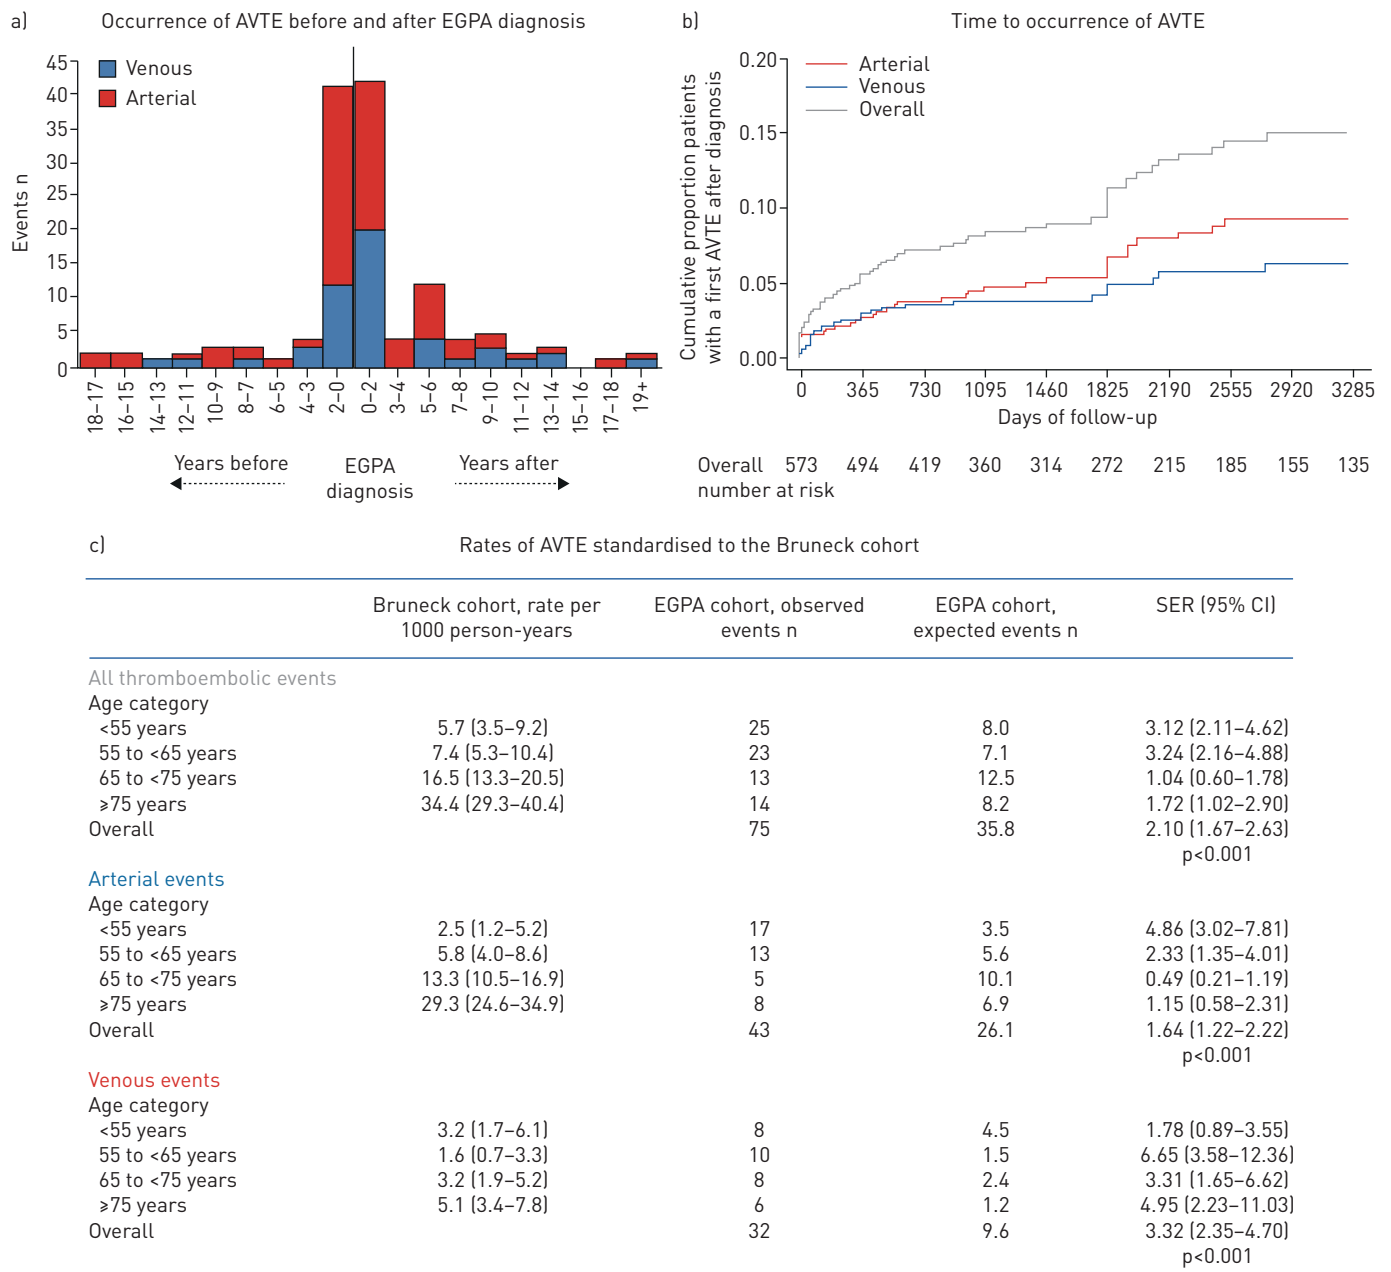 a)
Occurrence of AVTE before and after EGPA diagnosis
Events n
45
40
35
30
25
20
15
10
5
0
Venous
Arterial
18–17
16–15
14–13
12–11
10–9
8–7
6–5
4–3
2–0
0–2
3–4
5–6
7–8
9–10
11–12
13–14
15–16
17–18
19+
Years before
EGPA
diagnosis
Years after
b)
Time to occurrence of AVTE
Cumulative proportion patients
with a first AVTE after diagnosis
0.20
0.15
0.10
0.05
0.00
Arterial
Venous
Overall
0 365 730 1095 1460 1825 2190 2555 2920 3285
Days of follow-up
Overall 573 494 419 360 314 272 215 185 155 135
number at risk
c)
Rates of AVTE standardised to the Bruneck cohort
Bruneck cohort, rate per EGPA cohort, observed EGPA cohort, SER (95% CI)
1000 person-years events n expected events n
All thromboembolic events
Age category
<55 years 5.7 (3.5–9.2) 25 8.0 3.12 (2.11–4.62)
55 to <65 years 7.4 (5.3–10.4) 23 7.1 3.24 (2.16–4.88)
65 to <75 years 16.5 (13.3–20.5) 13 12.5 1.04 (0.60–1.78)
≥75 years 34.4 (29.3–40.4) 14 8.2 1.72 (1.02–2.90)
Overall 75 35.8 2.10 (1.67–2.63)
p<0.001
Arterial events
Age category
<55 years 2.5 (1.2–5.2) 17 3.5 4.86 (3.02–7.81)
55 to <65 years 5.8 (4.0–8.6) 13 5.6 2.33 (1.35–4.01)
65 to <75 years 13.3 (10.5–16.9) 5 10.1 0.49 (0.21–1.19)
≥75 years 29.3 (24.6–34.9) 8 6.9 1.15 (0.58–2.31)
Overall 43 26.1 1.64 (1.22–2.22)
p<0.001
Venous events
Age category
<55 years 3.2 (1.7–6.1) 8 4.5 1.78 (0.89–3.55)
55 to <65 years 1.6 (0.7–3.3) 10 1.5 6.65 (3.58–12.36)
65 to <75 years 3.2 (1.9–5.2) 8 2.4 3.31 (1.65–6.62)
≥75 years 5.1 (3.4–7.8) 6 1.2 4.95 (2.23–11.03)
Overall 32 9.6 3.32 (2.35–4.70)
p<0.001